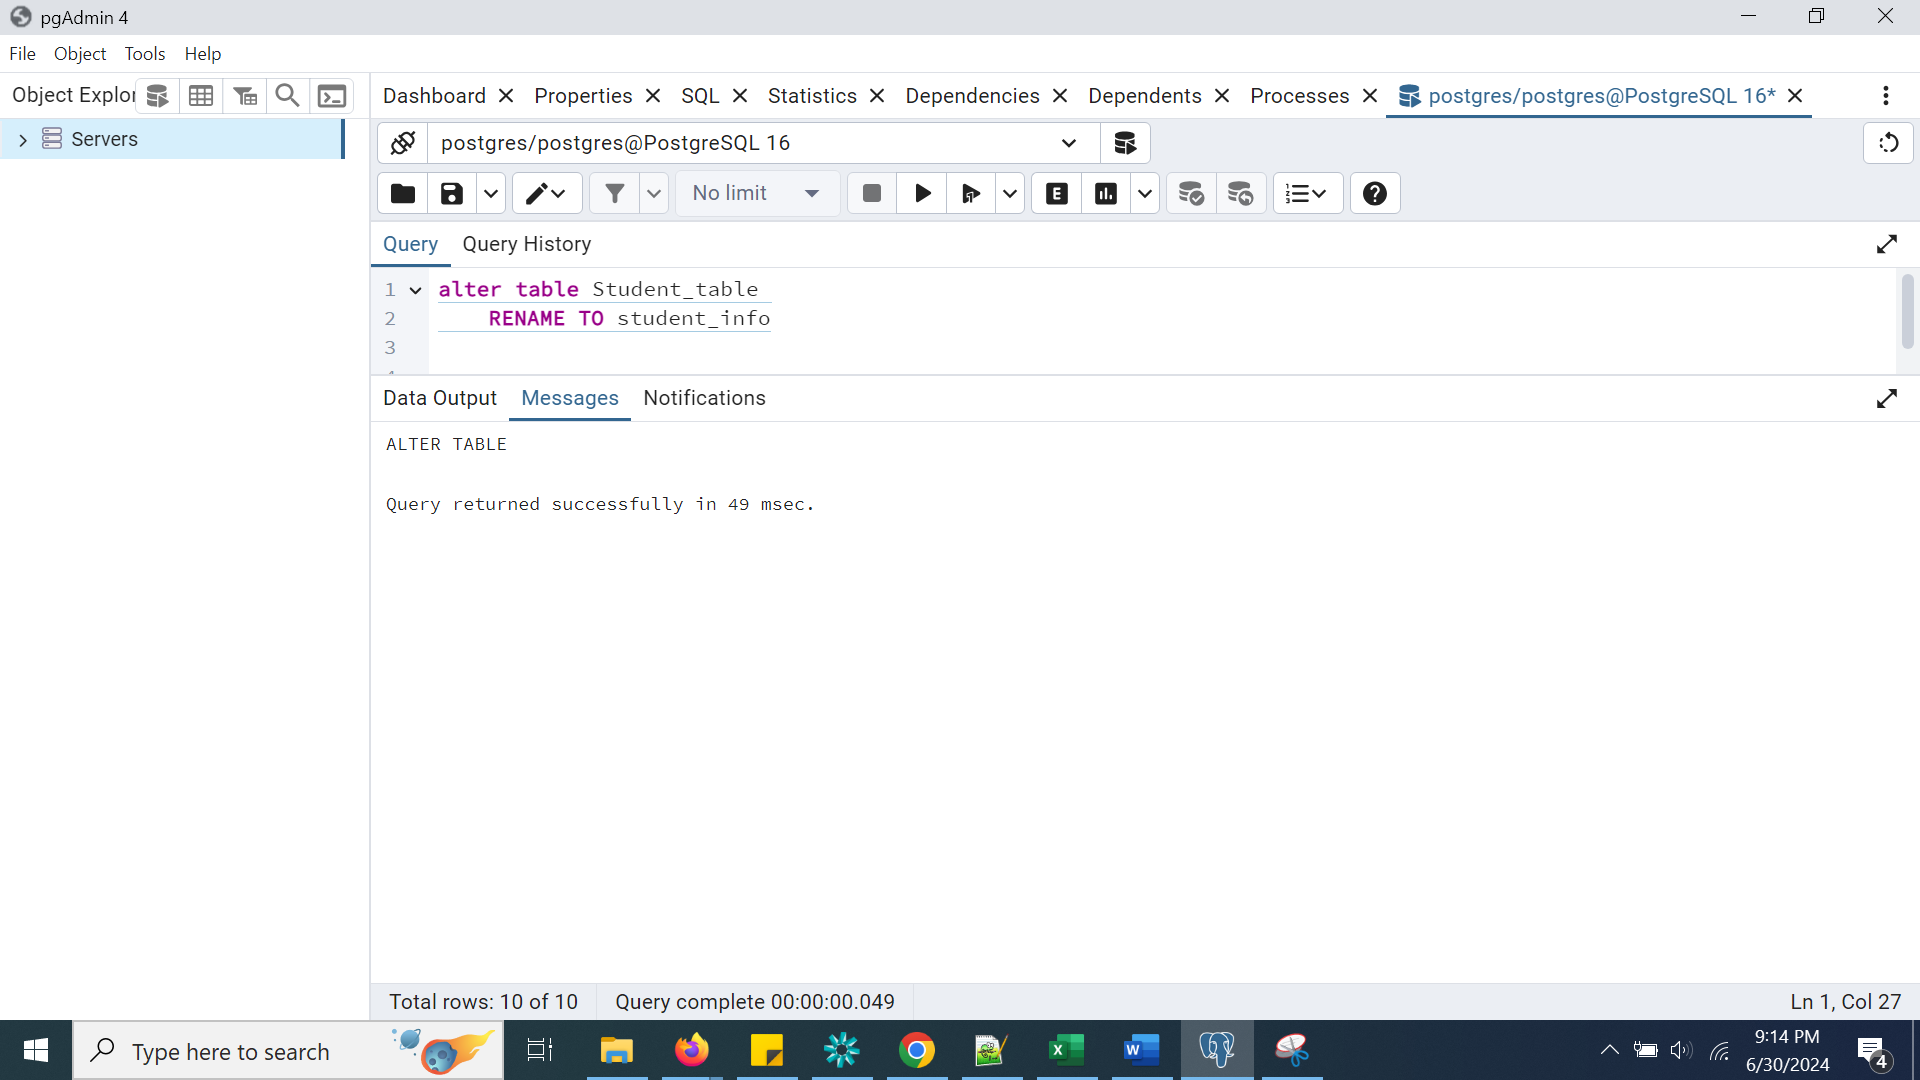 pgAdmin 4
File Object Tools Help
Object Explor
Dashboard Properties SQL Statistics Dependencies Dependents Processes postgres/postgres@PostgreSQL 16*
Servers
postgres/postgres@PostgreSQL 16
No limit
E
Query Query History
1 alter table Student_table
2 RENAME TO student_info
3
Data Output Messages Notifications
ALTER TABLE
Query returned successfully in 49 msec.
Total rows: 10 of 10 Query complete 00:00:00.049 Ln 1, Col 27
Type here to search
9:14 PM
6/30/2024
4